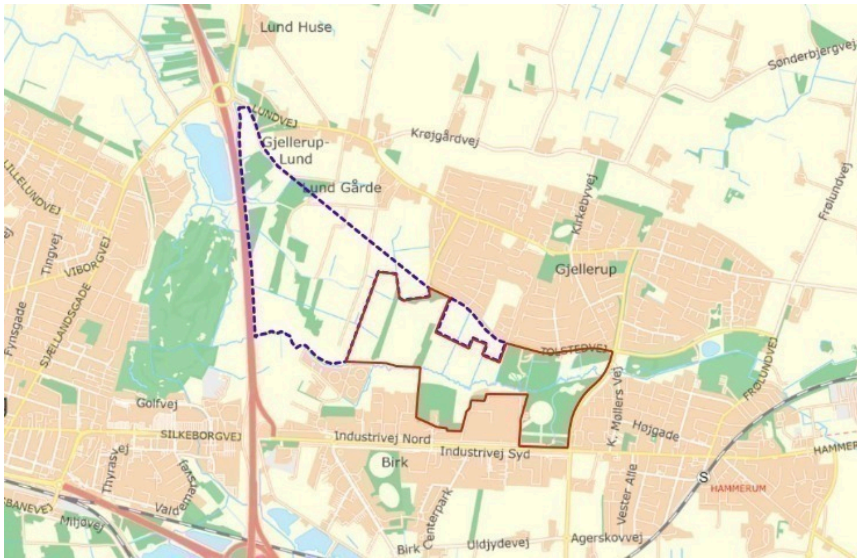 Lund Huse
Sønderbjergvej
LUNDVEJ
Krøjgårdvej
Gjellerup-
Lund
Lund Gårde
LILLELUNDVEJ
Kirkebyvej
Frølundvej
Tingvej
VIBORGVEJ
Gjellerup
Fynsgade
SJÆLLANDSGADE
TOLSTEDVEJ
FRØLUNDVEJ
Golfvej
K. Møllers Vej
Højgade
SILKEBORGVEJ
Industrivej Nord
HAMMERUM
Thyrasvej
Industrivej Syd
Birk
Vester Alle
S
HAMMERUM
Valdemarsvej
Birk Centerpark
Uldjydevej
Agerskovvej
Miljøvej